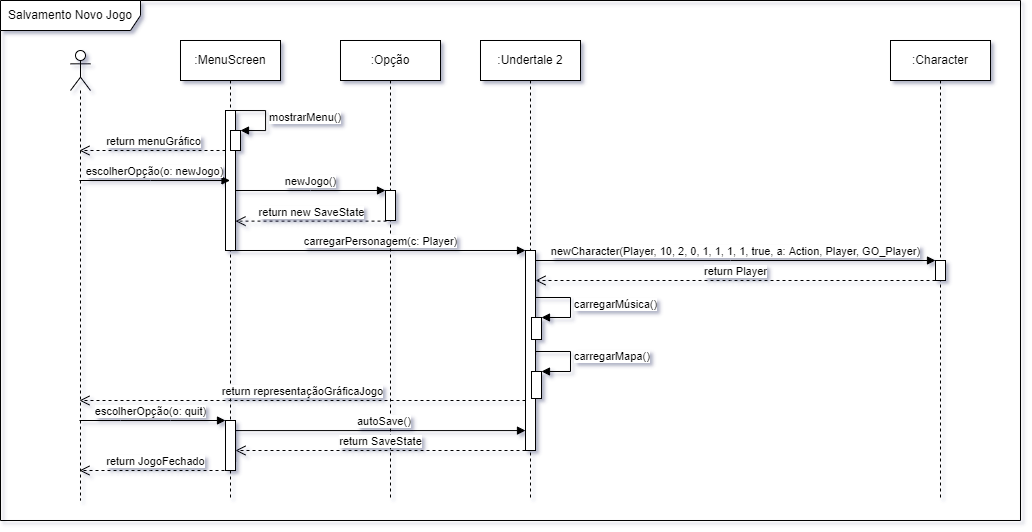 Salvamento Novo Jogo
:MenuScreen
:Opção
:Undertale 2
:Character
mostrarMenu()
return menuGráfico
escolherOpção(o: newJogo)
newJogo()
return new SaveState
carregarPersonagem(c: Player)
newCharacter(Player, 10, 2, 0, 1, 1, 1, 1, true, a: Action, Player, GO_Player)
return Player
carregarMúsica()
carregarMapa()
return representaçãoGráficaJogo
escolherOpção(o: quit)
autoSave()
return SaveState
return JogoFechado